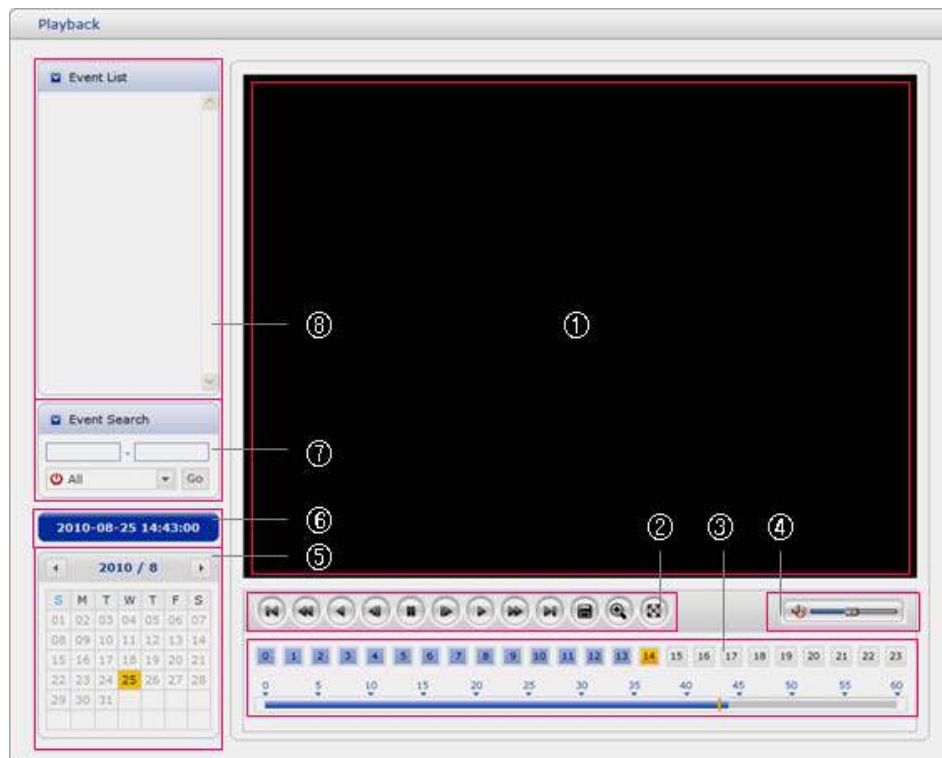 Playback
Event List
⑧
①
Event Search
-
⑦
All
Go
2010-08-25 14:43:00
⑥
②
③
④
⑤
2010 / 8
S M T W T F S
01 02 03 04 05 06 07
08 09 10 11 12 13 14
15 16 17 18 19 20 21
22 23 24 25 26 27 28
29 30 31
0 1 2 3 4 5 6 7 8 9 10 11 12 13 14 15 16 17 18 19 20 21 22 23
0 5 10 15 20 25 30 35 40 45 50 55 60